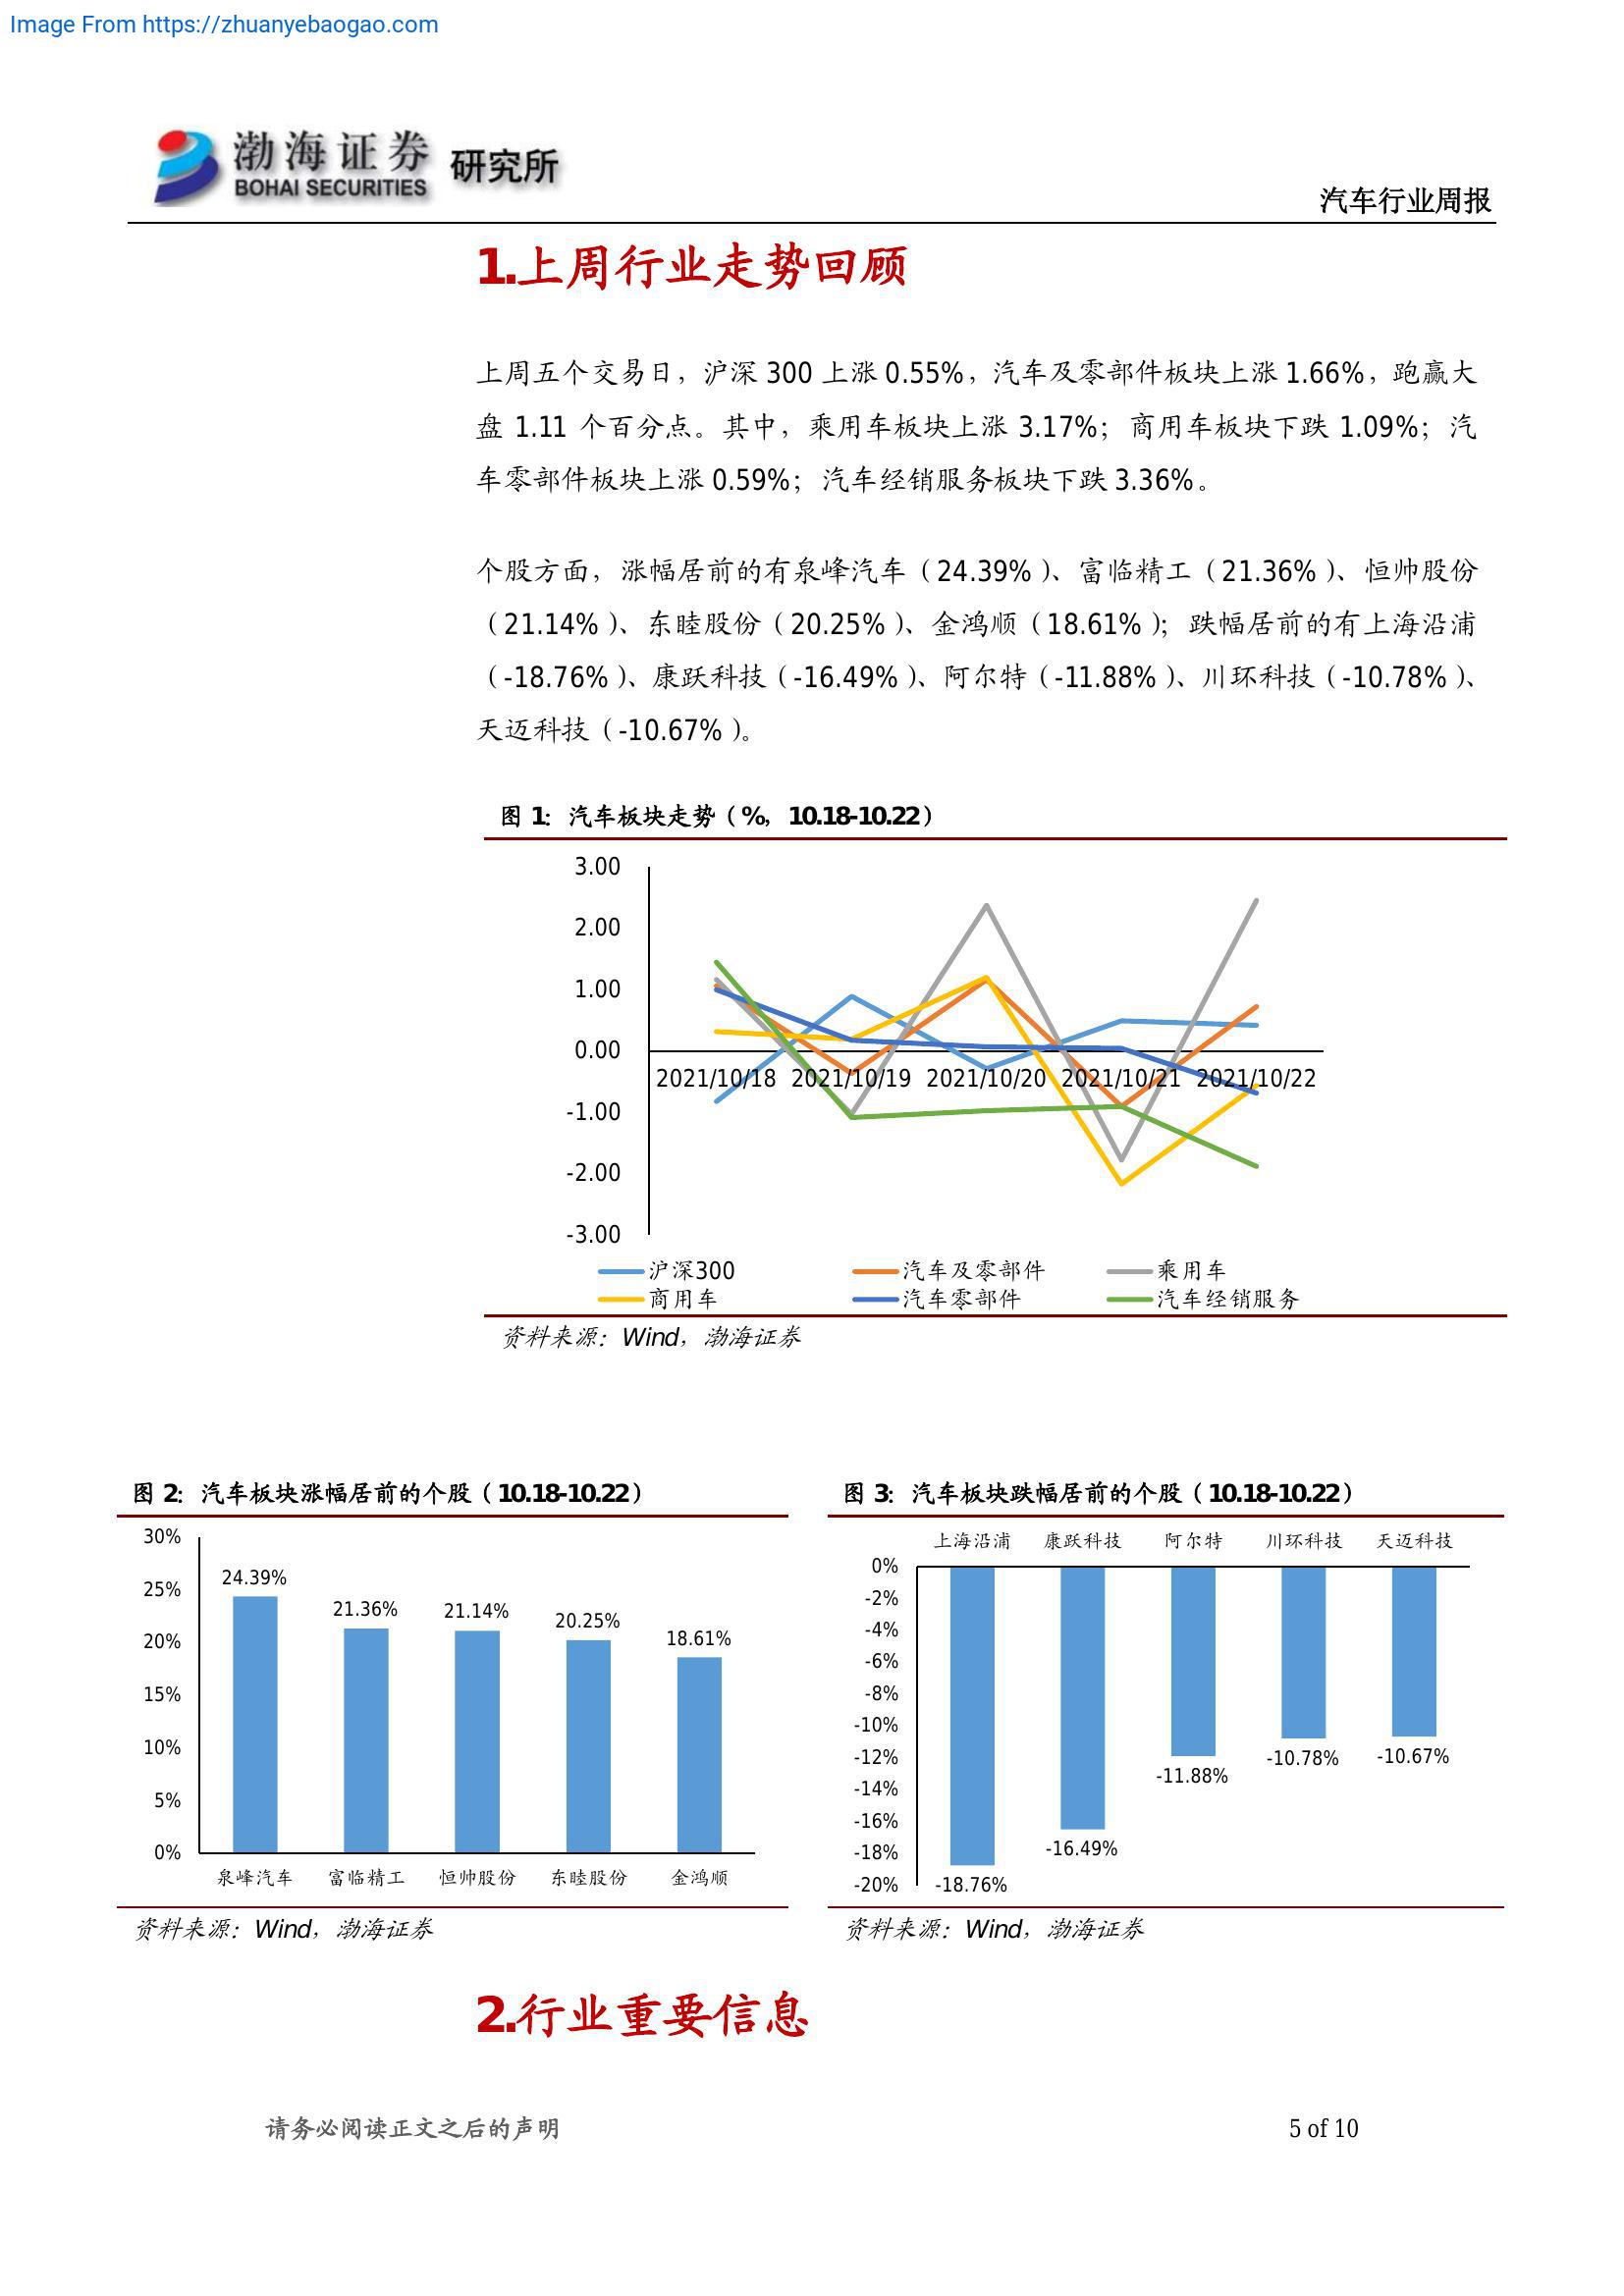 Image From https://zhuanyebaogao.com
渤海证券 研究所
BOHAI SECURITIES
汽车行业周报
1.上周行业走势回顾
上周五个交易日，沪深 300 上涨 0.55%，汽车及零部件板块上涨 1.66%，跑赢大
盘 1.11 个百分点。其中，乘用车板块上涨 3.17%；商用车板块下跌 1.09%；汽
车零部件板块上涨 0.59%；汽车经销服务板块下跌 3.36%。
个股方面，涨幅居前的有泉峰汽车（24.39%）、富临精工（21.36%）、恒帅股份
（21.14%）、东睦股份（20.25%）、金鸿顺（18.61%）；跌幅居前的有上海沿浦
（-18.76%）、康跃科技（-16.49%）、阿尔特（-11.88%）、川环科技（-10.78%）、
天迈科技（-10.67%）。
图 1：汽车板块走势（%，10.18-10.22）
3.00
2.00
1.00
0.00
-1.00
-2.00
-3.00
2021/10/18 2021/10/19 2021/10/20 2021/10/21 2021/10/22
沪深300 汽车及零部件 乘用车
商用车 汽车零部件 汽车经销服务
资料来源：Wind，渤海证券
图 2：汽车板块涨幅居前的个股（10.18-10.22）
30%
25%
20%
15%
10%
5%
0%
24.39%
21.36%
21.14%
20.25%
18.61%
泉峰汽车 富临精工 恒帅股份 东睦股份 金鸿顺
资料来源：Wind，渤海证券
图 3：汽车板块跌幅居前的个股（10.18-10.22）
上海沿浦 康跃科技 阿尔特 川环科技 天迈科技
0%
-2%
-4%
-6%
-8%
-10%
-12%
-14%
-16%
-18%
-20%
-18.76%
-16.49%
-11.88%
-10.78%
-10.67%
资料来源：Wind，渤海证券
2.行业重要信息
请务必阅读正文之后的声明
5 of 10